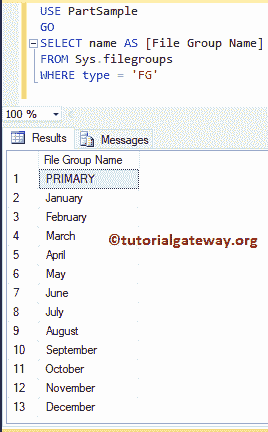 USE PartSample
GO
SELECT name AS [File Group Name]
FROM Sys.filegroups
WHERE type = 'FG'
100 %
Results Messages
File Group Name
1 PRIMARY
2 January
3 February
4 March
©tutorialgateway.org
5 April
6 May
7 June
8 July
9 August
10 September
11 October
12 November
13 December